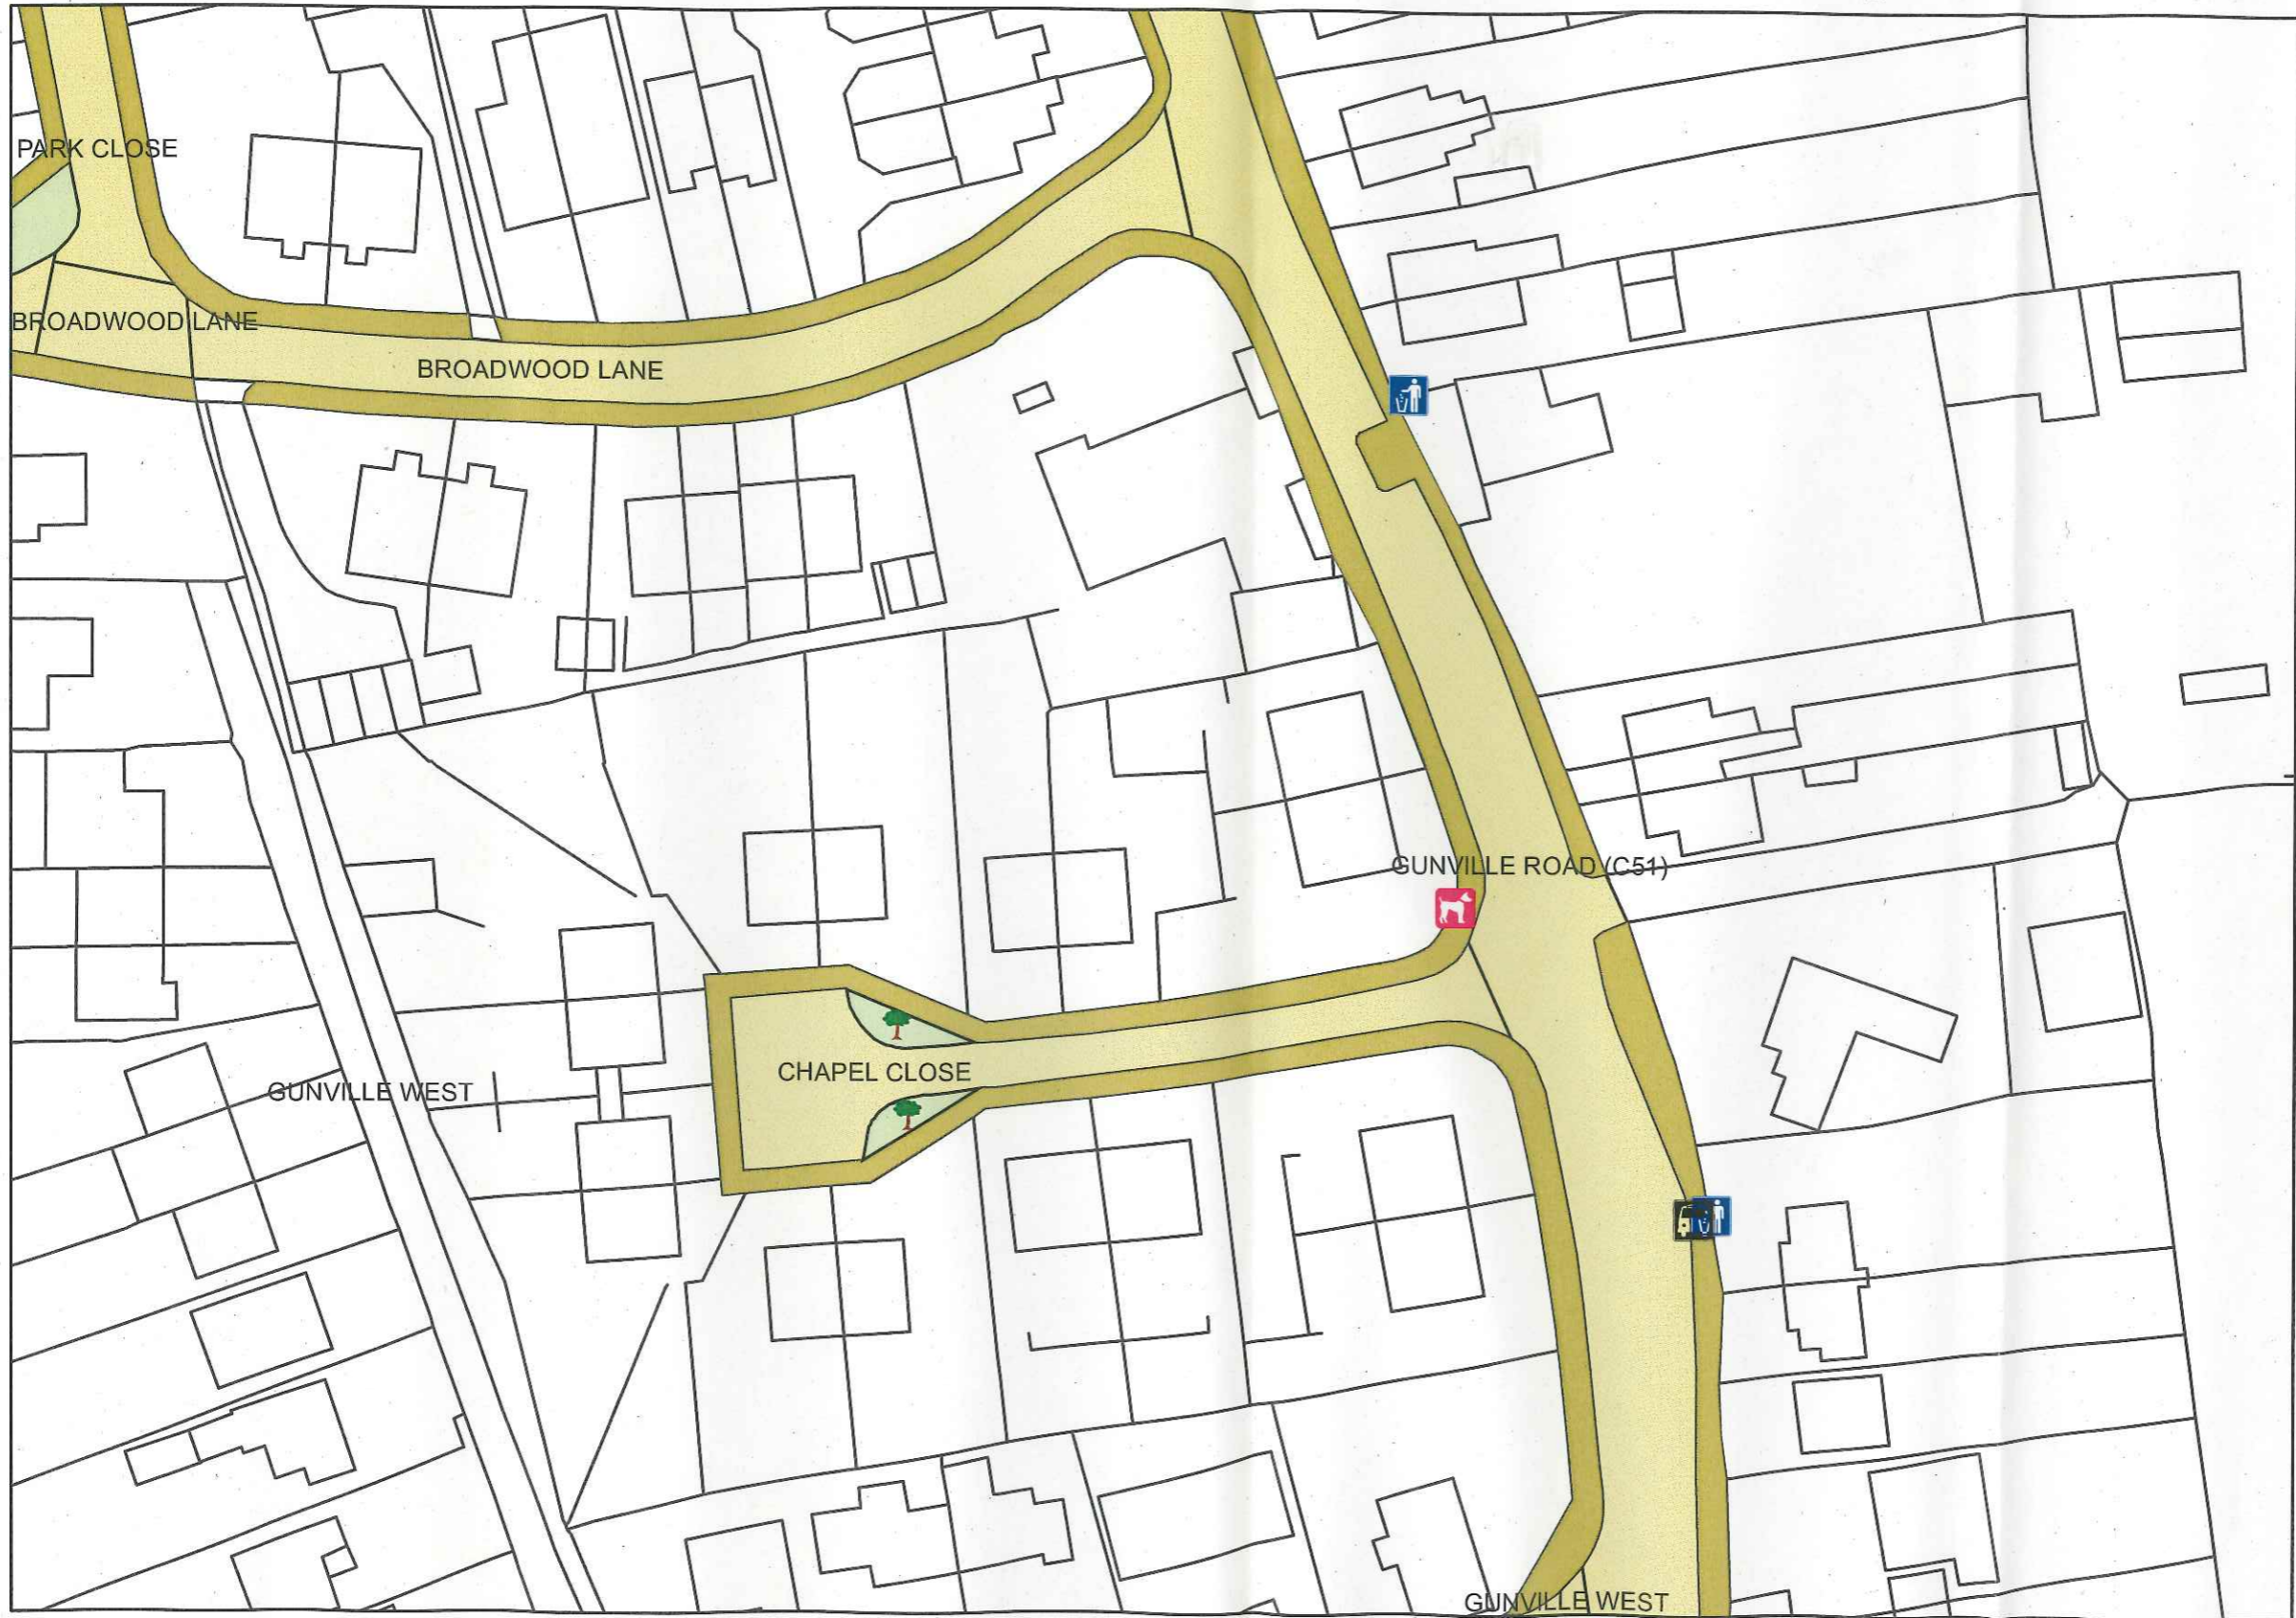 PARK CLOSE
BROADWOOD LANE
BROADWOOD LANE
GUNVILLE ROAD (C51)
CHAPEL CLOSE
GUNVILLE WEST
GUNVILLE WEST